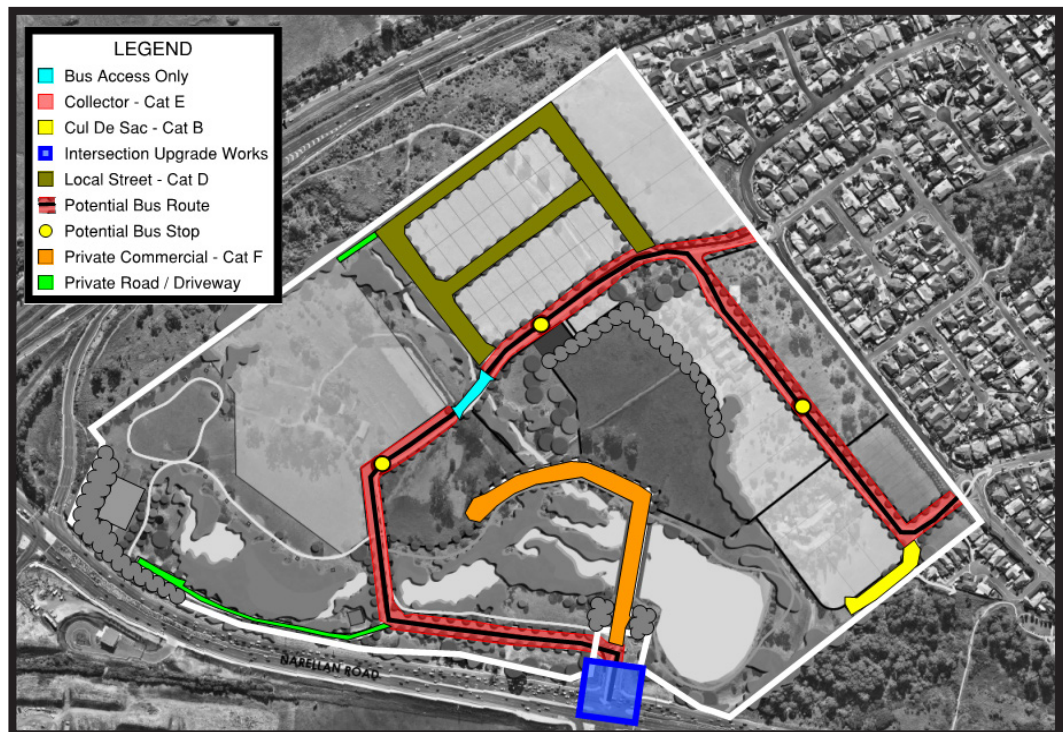 LEGEND
Bus Access Only
Collector - Cat E
Cul De Sac - Cat B
Intersection Upgrade Works
Local Street - Cat D
Potential Bus Route
Potential Bus Stop
Private Commercial - Cat F
Private Road / Driveway
NARELLAN ROAD